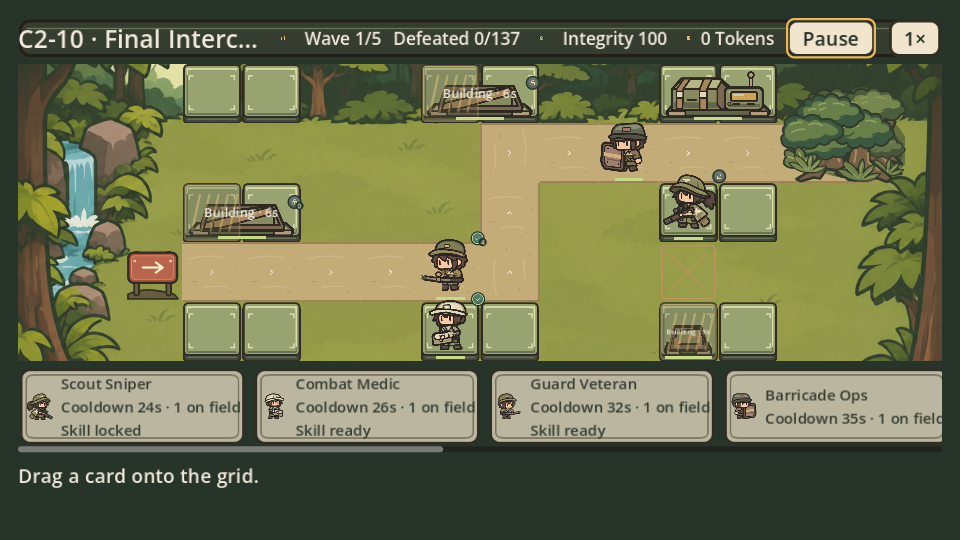 C2-10 · Final Interc...
Wave 1/5 Defeated 0/137
Integrity 100
0 Tokens
Pause
1×
Building · 6s
Building · 6s
Scout Sniper
Cooldown 24s · 1 on field
Skill locked
Combat Medic
Cooldown 26s · 1 on field
Skill ready
Guard Veteran
Cooldown 32s · 1 on field
Skill ready
Barricade Ops
Cooldown 35s · 1 on field
Drag a card onto the grid.